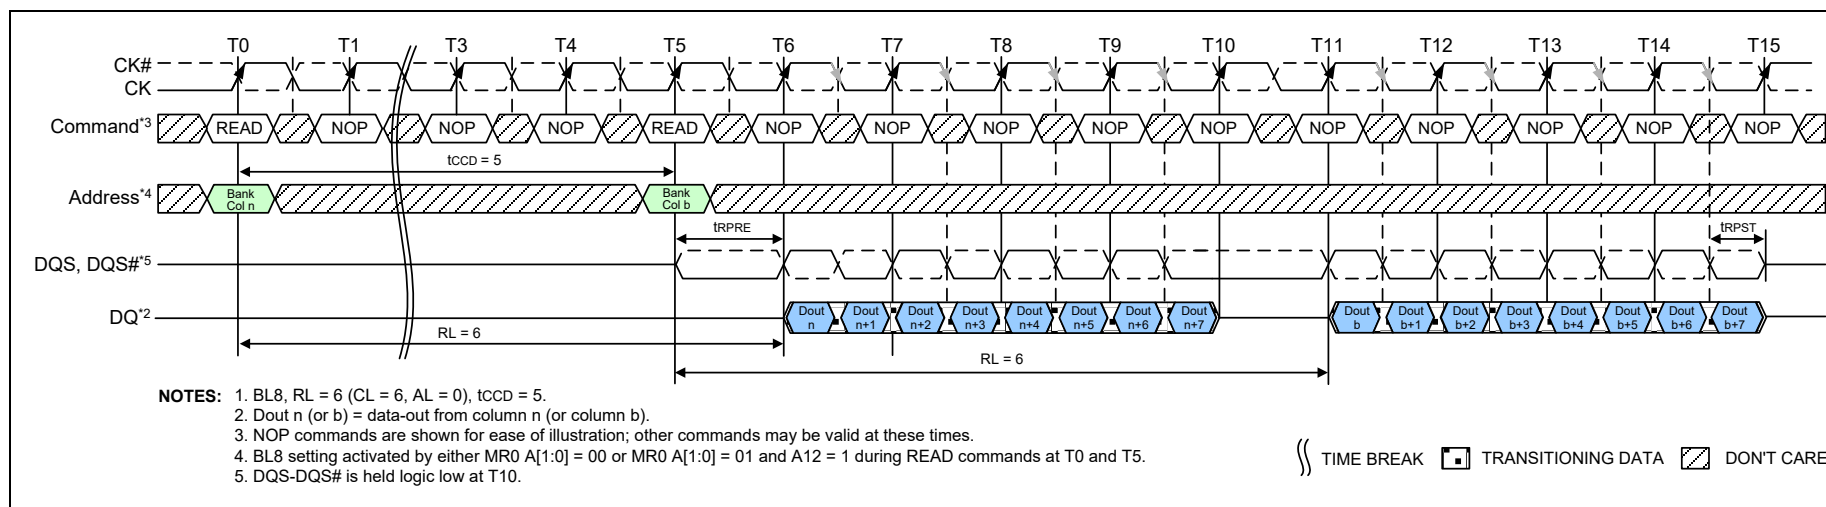 T0 T1 T3 T4 T5 T6 T7 T8 T9 T10 T11 T12 T13 T14 T15
CK#
CK
Command*3 READ NOP NOP NOP READ NOP NOP NOP NOP NOP NOP NOP NOP NOP NOP
tCCD = 5
Address*4 Bank Col n Bank Col b
tRPRE tRPST
DQS, DQS#*5
DQ*2 Dout n Dout n+1 Dout n+2 Dout n+3 Dout n+4 Dout n+5 Dout n+6 Dout n+7 Dout b Dout b+1 Dout b+2 Dout b+3 Dout b+4 Dout b+5 Dout b+6 Dout b+7
RL = 6
RL = 6
NOTES: 1. BL8, RL = 6 (CL = 6, AL = 0), tCCD = 5.
2. Dout n (or b) = data-out from column n (or column b).
3. NOP commands are shown for ease of illustration; other commands may be valid at these times.
4. BL8 setting activated by either MR0 A[1:0] = 00 or MR0 A[1:0] = 01 and A12 = 1 during READ commands at T0 and T5.
5. DQS-DQS# is held logic low at T10.
TIME BREAK TRANSITIONING DATA DON'T CARE